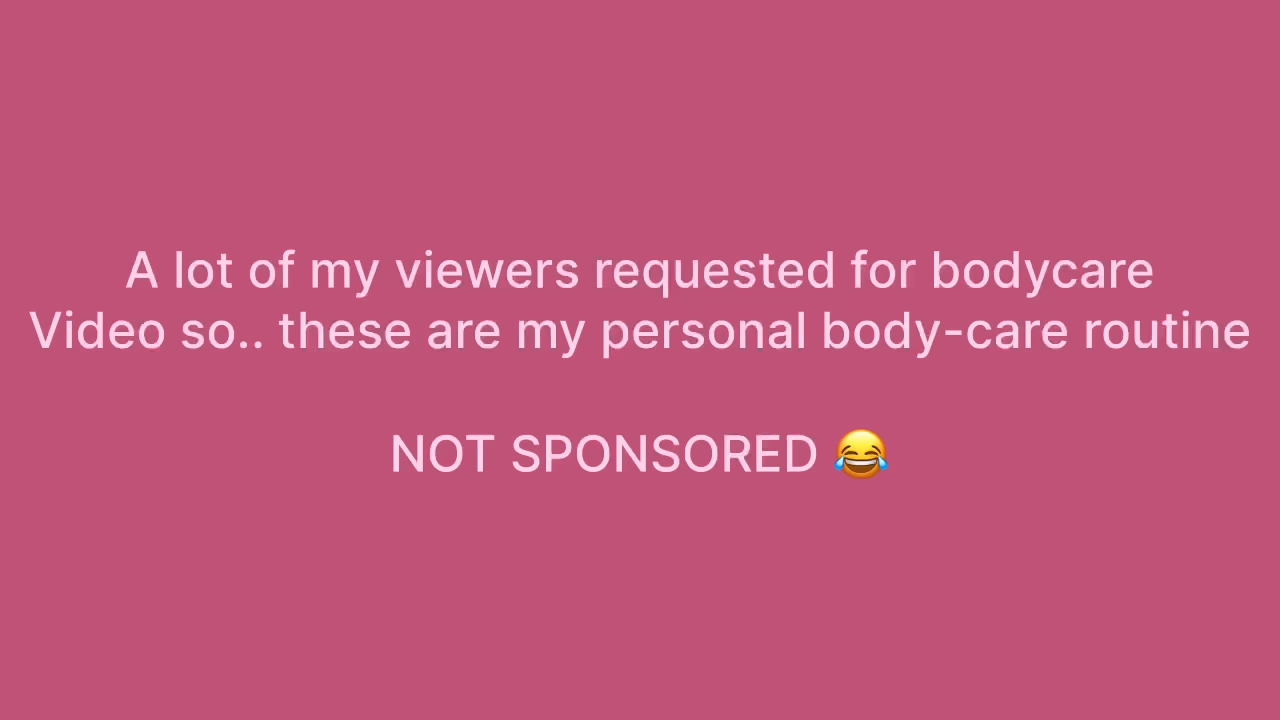 A lot of my viewers requested for bodycare
Video so.. these are my personal body-care routine
NOT SPONSORED 😂